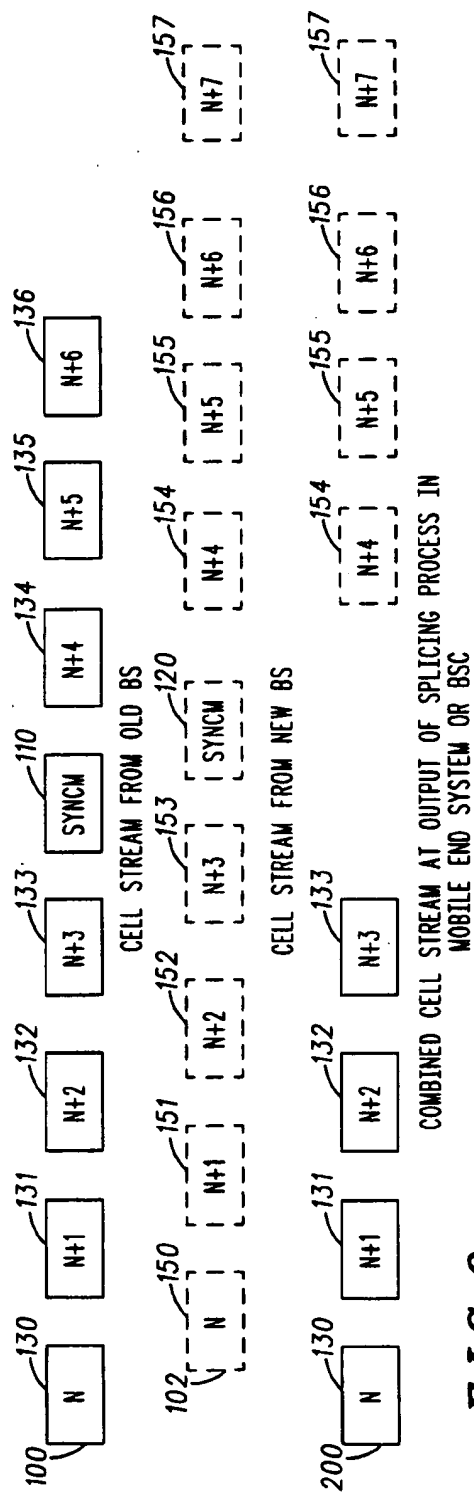 130 131 132 133 110 134 135 136
100 N N+1 N+2 N+3 SYNCM N+4 N+5 N+6
CELL STREAM FROM OLD BS
150 151 152 153 120 154 155 156 157
102 N N+1 N+2 N+3 SYNCM N+4 N+5 N+6 N+7
CELL STREAM FROM NEW BS
130 131 132 133 154 155 156 157
200 N N+1 N+2 N+3 N+4 N+5 N+6 N+7
COMBINED CELL STREAM AT OUTPUT OF SPLICING PROCESS IN
MOBILE END SYSTEM OR BSC